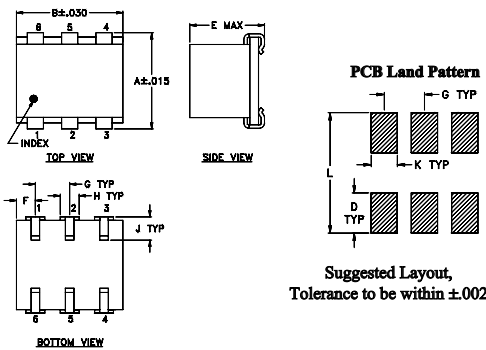 B±.030
6 5 4
A±.015
INDEX
1 2 3
TOP VIEW
E MAX
SIDE VIEW
PCB Land Pattern
G TYP
K TYP
L
D
TYP
Suggested Layout,
Tolerance to be within ±.002
G TYP
H TYP
F
1 2 3
J TYP
6 5 4
BOTTOM VIEW